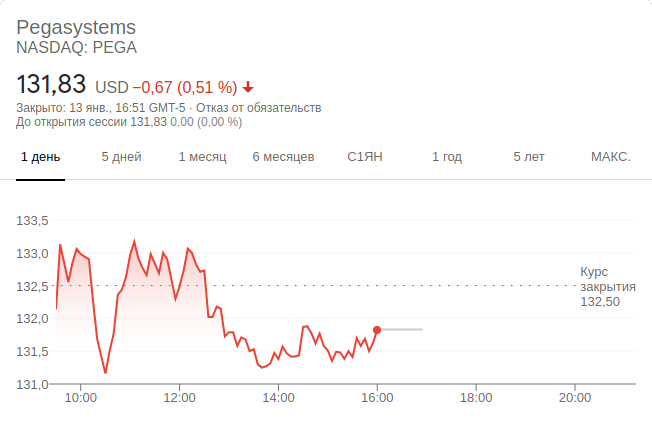 Pegasystems
NASDAQ: PEGA
131,83 USD −0,67 (0,51 %)
Закрыто: 13 янв., 16:51 GMT-5 · Отказ от обязательств
До открытия сессии 131,83 0,00 (0,00 %)
1 день 5 дней 1 месяц 6 месяцев С1ЯН 1 год 5 лет МАКС.
133,5
133,0
132,5
132,0
131,5
131,0
Курс
закрытия
132,50
10:00 12:00 14:00 16:00 18:00 20:00